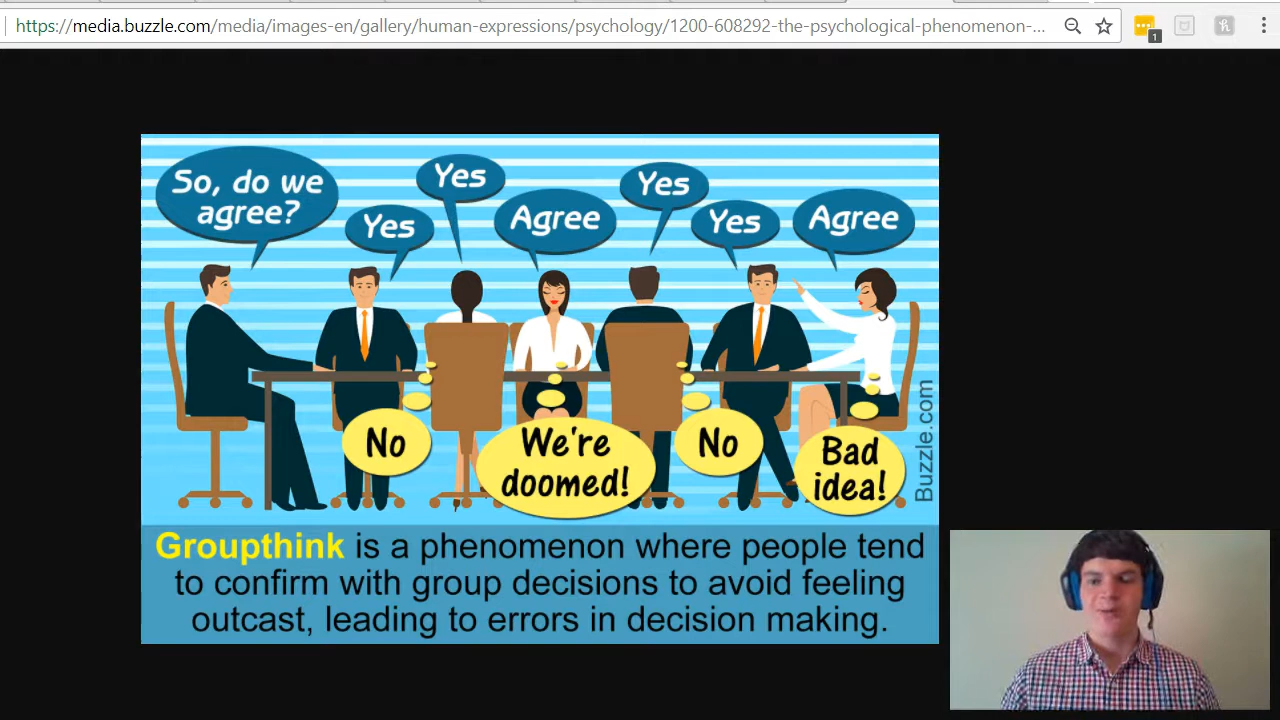 https://media.buzzle.com/media/images-en/gallery/human-expressions/psychology/1200-608292-the-psychological-phenomenon-...
1
So, do we
agree?
Yes
Yes
Agree
Yes
Yes
Agree
No
We're
doomed!
No
Bad
idea!
Buzzle.com
Groupthink is a phenomenon where people tend
to confirm with group decisions to avoid feeling
outcast, leading to errors in decision making.